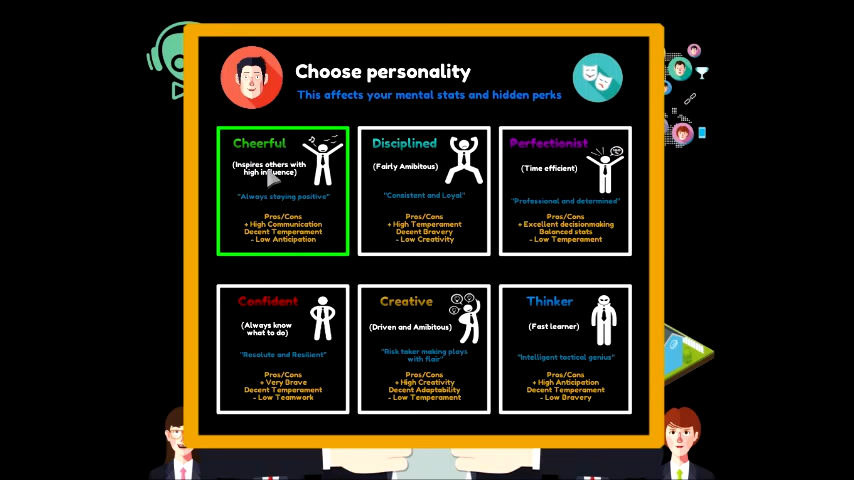 Choose personality
This affects your mental stats and hidden perks
Cheerful
(Inspires others with
high influence)
"Always staying positive"
Pros/Cons
+ High Communication
Decent Temperament
- Low Anticipation
Disciplined
(Fairly Ambitous)
"Consistent and Loyal"
Pros/Cons
+ High Temperament
Decent Bravery
- Low Creativity
Perfectionist
(Time efficient)
"Professional and determined"
Pros/Cons
+ Excellent decisionmaking
Balanced stats
- Low Temperament
Confident
(Always know
what to do)
"Resolute and Resilient"
Pros/Cons
+ Very Brave
Decent Temperament
- Low Teamwork
Creative
(Driven and Ambitous)
"Risk taker making plays
with flair"
Pros/Cons
+ High Creativity
Decent Adaptability
- Low Temperament
Thinker
(Fast learner)
"Intelligent tactical genius"
Pros/Cons
+ High Anticipation
Decent Temperament
- Low Bravery